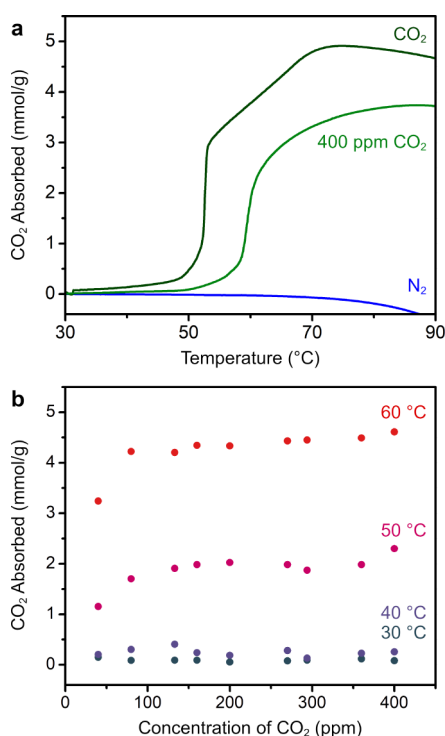 a
CO₂ Absorbed (mmol/g)
5
4
3
2
1
0
CO₂
400 ppm CO₂
N₂
30
50
70
90
Temperature (°C)
b
CO₂ Absorbed (mmol/g)
5
4
3
2
1
0
60 °C
50 °C
40 °C
30 °C
0
100
200
300
400
Concentration of CO₂ (ppm)